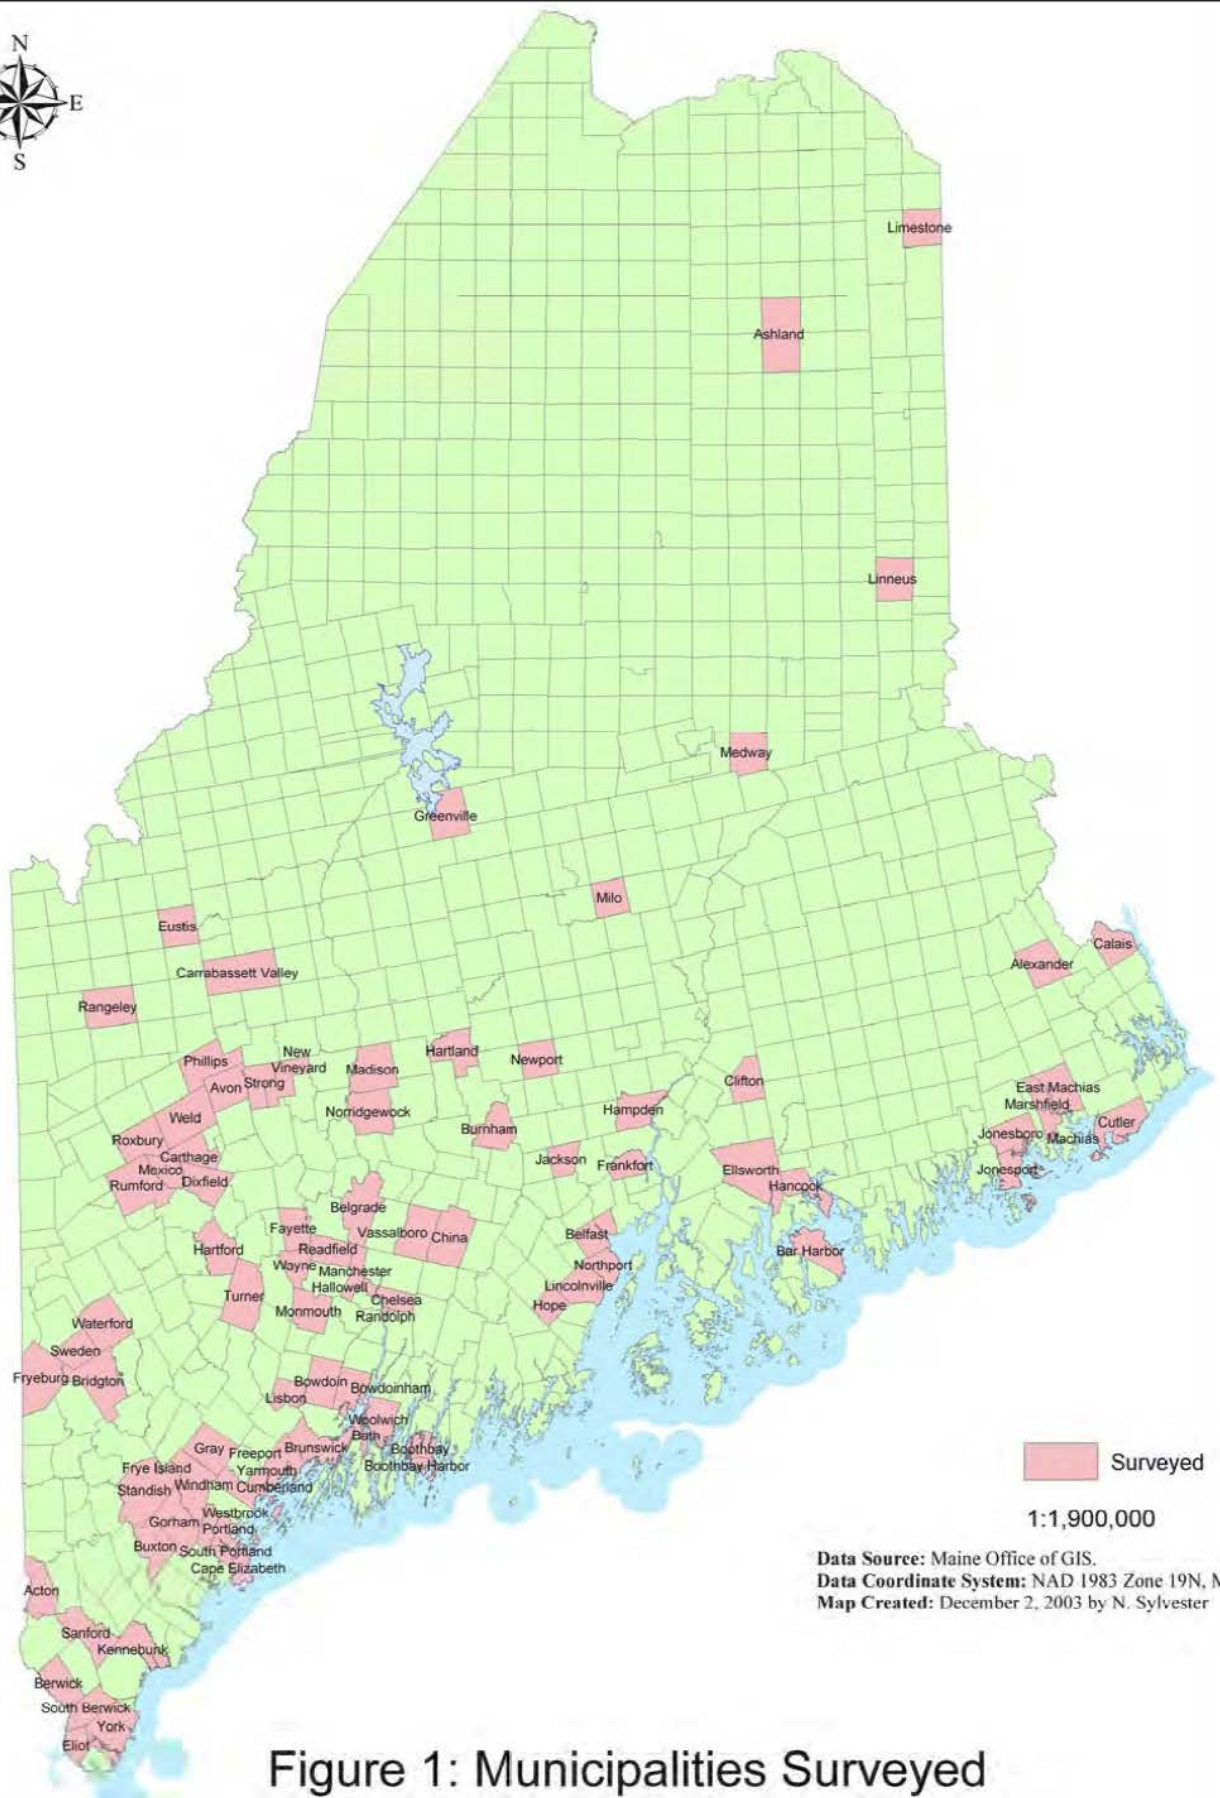 N
E
S
Limestone
Ashland
Linneus
Medway
Greenville
Milo
Eustis
Calais
Alexander
Carrabassett Valley
Rangeley
Hartland
New
Vineyard
Phillips
Newport
Madison
Avon
Strong
Clifton
East Machias
Marshfield
Norridgewock
Hampden
Weld
Burnham
Cutler
Roxbury
Jonesboro
Machias
Carthage
Jackson
Frankfort
Mexico
Ellsworth
Jonesport
Rumford
Dixfield
Hancock
Belgrade
Fayette
Vassalboro
China
Belfast
Hartford
Readfield
Bar Harbor
Wayne
Manchester
Northport
Hallowell
Lincolnville
Turner
Chelsea
Hope
Monmouth
Randolph
Waterford
Sweden
Fryeburg
Bridgton
Bowdoin
Bowdoinham
Lisbon
Woolwich
Bath
Gray
Freeport
Brunswick
Boothbay
Frye Island
Yarmouth
Boothbay Harbor
Standish
Windham
Cumberland
Westbrook
Gorham
Portland
Buxton
South Portland
Cape Elizabeth
Acton
Sanford
Kennebunk
Berwick
South Berwick
York
Eliot
Surveyed
1:1,900,000
Data Source: Maine Office of GIS.
Data Coordinate System: NAD 1983 Zone 19N, M
Map Created: December 2, 2003 by N. Sylvester
Figure 1: Municipalities Surveyed